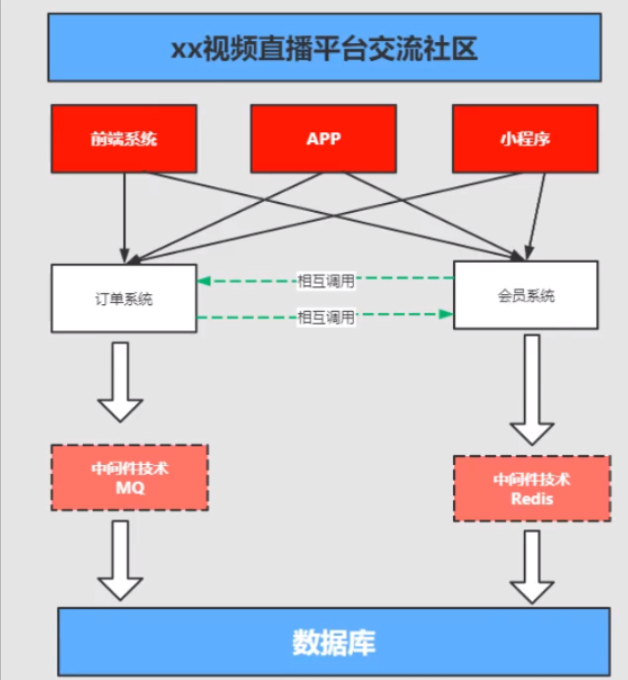 xx视频直播平台交流社区
前端系统
APP
小程序
相互调用
订单系统
会员系统
相互调用
中间件技术
MQ
中间件技术
Redis
数据库